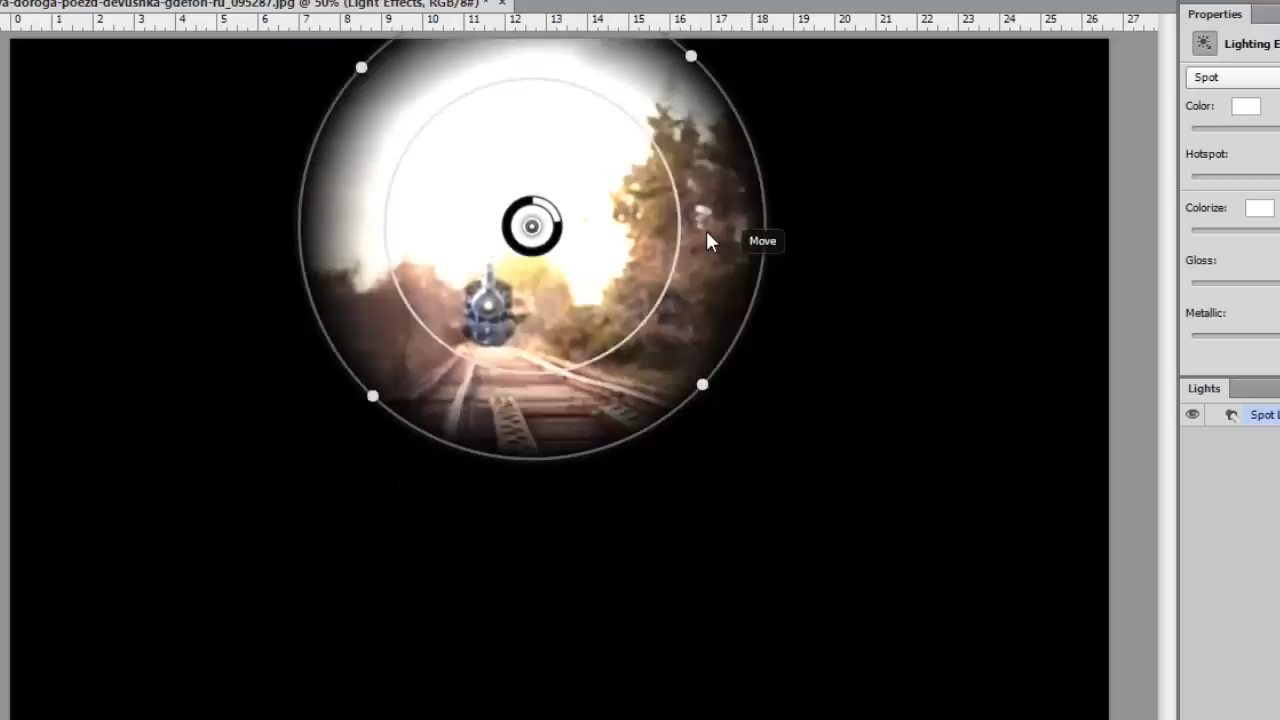 va-doroga-poezd-devushka-gdefon-ru_095287.jpg @ 50% (Light Effects, RGB/8#) * ×
0 1 2 3 4 5 6 7 8 9 10 11 12 13 14 15 16 17 18 19 20 21 22 23 24 25 26 27
Properties
Lighting E
Spot
Color:
Hotspot:
Colorize:
Gloss:
Metallic:
Move
Lights
Spot L